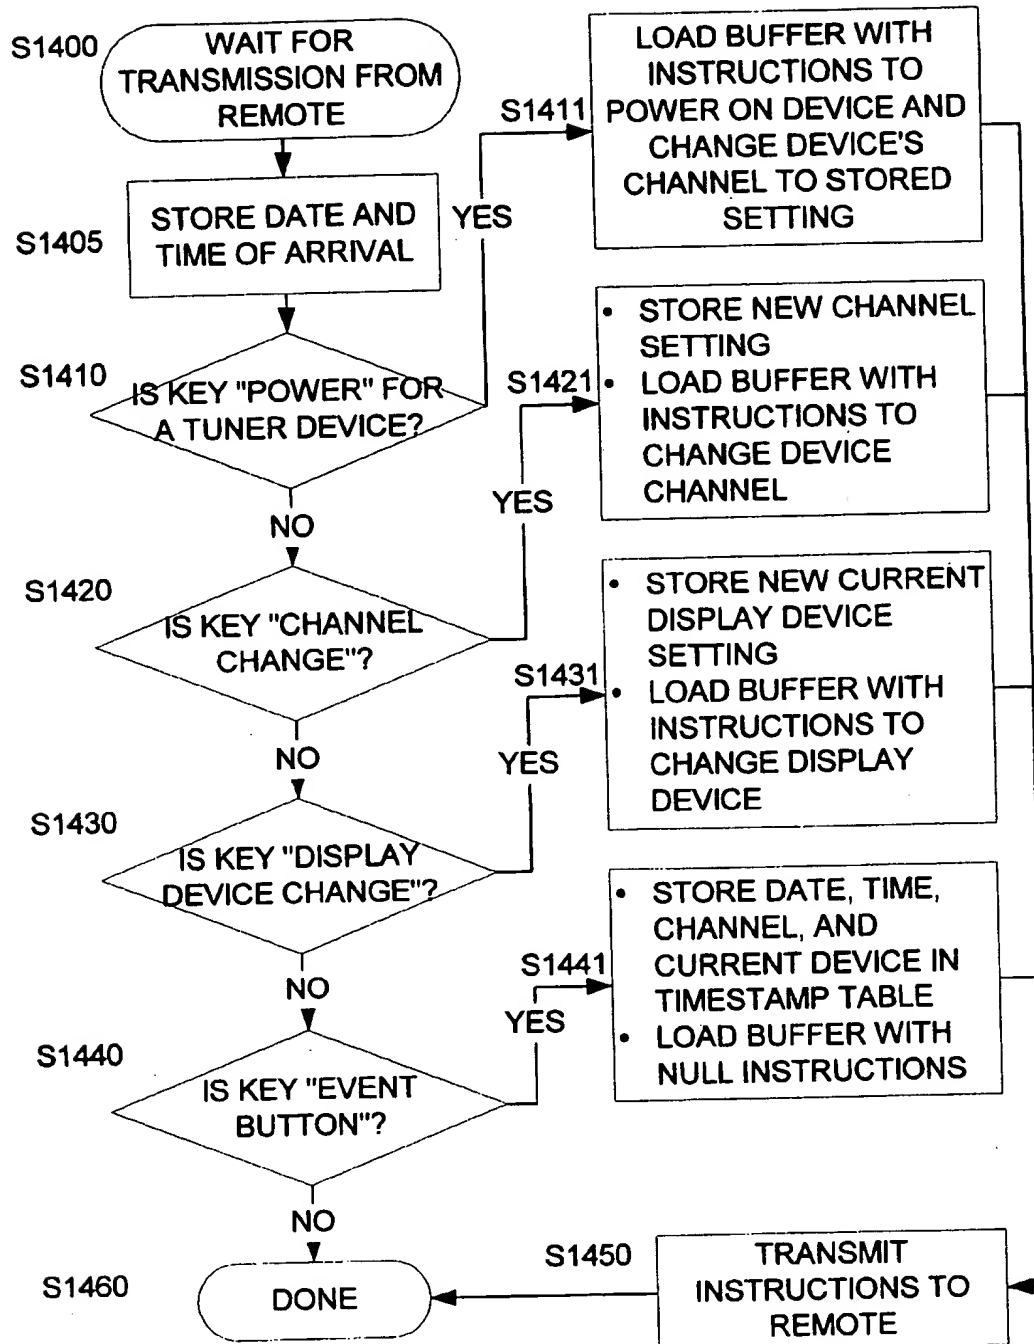 S1400
WAIT FOR
TRANSMISSION FROM
REMOTE
S1405
STORE DATE AND
TIME OF ARRIVAL
S1410
IS KEY "POWER" FOR
A TUNER DEVICE?
YES
S1411
LOAD BUFFER WITH
INSTRUCTIONS TO
POWER ON DEVICE AND
CHANGE DEVICE'S
CHANNEL TO STORED
SETTING
NO
S1420
IS KEY "CHANNEL
CHANGE"?
YES
S1421
• STORE NEW CHANNEL
SETTING
• LOAD BUFFER WITH
INSTRUCTIONS TO
CHANGE DEVICE
CHANNEL
NO
S1430
IS KEY "DISPLAY
DEVICE CHANGE"?
YES
S1431
• STORE NEW CURRENT
DISPLAY DEVICE
SETTING
• LOAD BUFFER WITH
INSTRUCTIONS TO
CHANGE DISPLAY
DEVICE
NO
S1440
IS KEY "EVENT
BUTTON"?
YES
S1441
• STORE DATE, TIME,
CHANNEL, AND
CURRENT DEVICE IN
TIMESTAMP TABLE
• LOAD BUFFER WITH
NULL INSTRUCTIONS
NO
S1450
TRANSMIT
INSTRUCTIONS TO
REMOTE
S1460
DONE